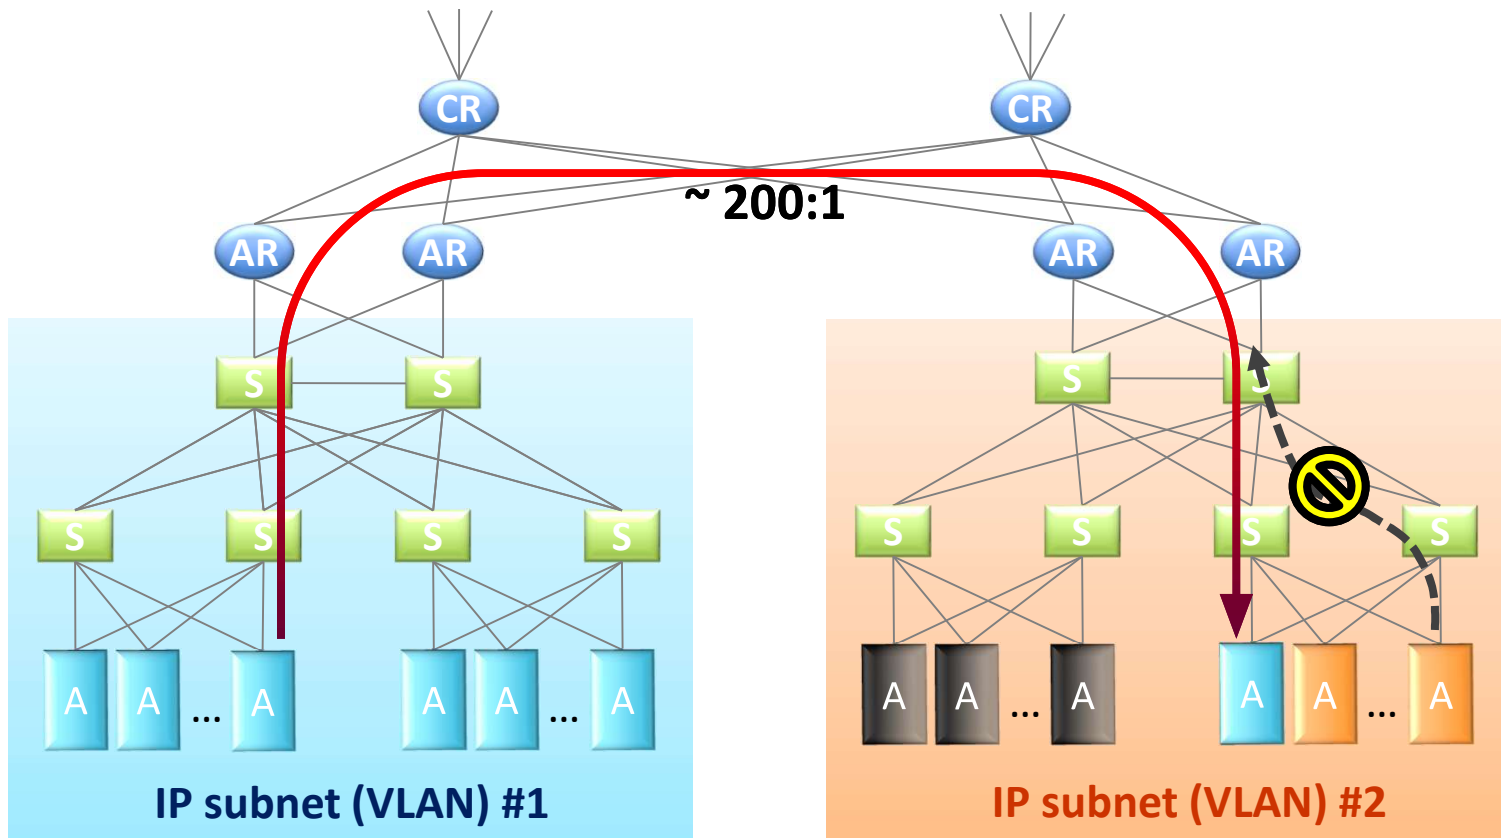 CR CR
~ 200:1
AR AR AR AR
S S S S
S S S S S S S S
A A ... A A A ... A A A ... A A A ... A
IP subnet (VLAN) #1 IP subnet (VLAN) #2